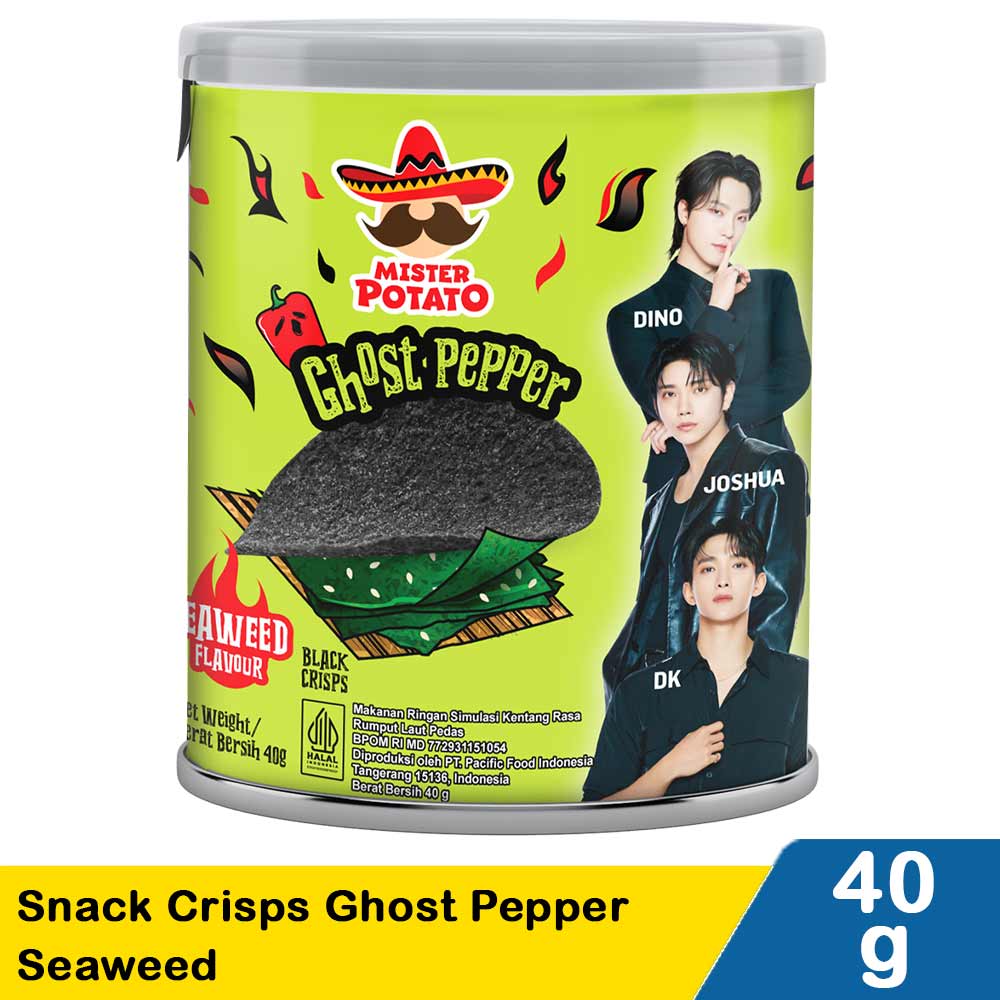 MISTER
POTATO
Ghost Pepper
DINO
JOSHUA
DK
EAWEED
FLAVOUR
BLACK
CRISPS
et Weight/
erat Bersih 40g
HALAL
INDONESIA
Makanan Ringan Simulasi Kentang Rasa
Rumput Laut Pedas
BPOM RI MD 772931151054
Diproduksi oleh PT. Pacific Food Indonesia
Tangerang 15136, Indonesia
Berat Bersih 40 g
Snack Crisps Ghost Pepper
Seaweed
40
g